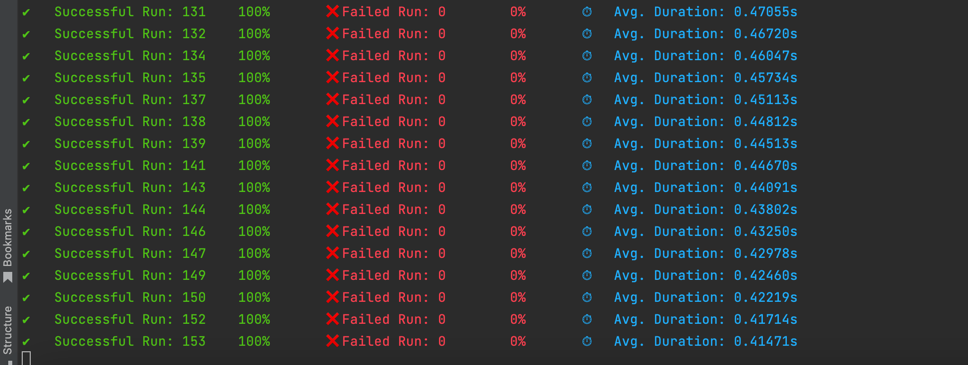 ✔ Successful Run: 131 100% ❌Failed Run: 0 0% ⏱ Avg. Duration: 0.47055s
✔ Successful Run: 132 100% ❌Failed Run: 0 0% ⏱ Avg. Duration: 0.46720s
✔ Successful Run: 134 100% ❌Failed Run: 0 0% ⏱ Avg. Duration: 0.46047s
✔ Successful Run: 135 100% ❌Failed Run: 0 0% ⏱ Avg. Duration: 0.45734s
✔ Successful Run: 137 100% ❌Failed Run: 0 0% ⏱ Avg. Duration: 0.45113s
✔ Successful Run: 138 100% ❌Failed Run: 0 0% ⏱ Avg. Duration: 0.44812s
✔ Successful Run: 139 100% ❌Failed Run: 0 0% ⏱ Avg. Duration: 0.44513s
✔ Successful Run: 141 100% ❌Failed Run: 0 0% ⏱ Avg. Duration: 0.44670s
✔ Successful Run: 143 100% ❌Failed Run: 0 0% ⏱ Avg. Duration: 0.44091s
✔ Successful Run: 144 100% ❌Failed Run: 0 0% ⏱ Avg. Duration: 0.43802s
✔ Successful Run: 146 100% ❌Failed Run: 0 0% ⏱ Avg. Duration: 0.43250s
✔ Successful Run: 147 100% ❌Failed Run: 0 0% ⏱ Avg. Duration: 0.42978s
✔ Successful Run: 149 100% ❌Failed Run: 0 0% ⏱ Avg. Duration: 0.42460s
✔ Successful Run: 150 100% ❌Failed Run: 0 0% ⏱ Avg. Duration: 0.42219s
✔ Successful Run: 152 100% ❌Failed Run: 0 0% ⏱ Avg. Duration: 0.41714s
✔ Successful Run: 153 100% ❌Failed Run: 0 0% ⏱ Avg. Duration: 0.41471s
Bookmarks
Structure